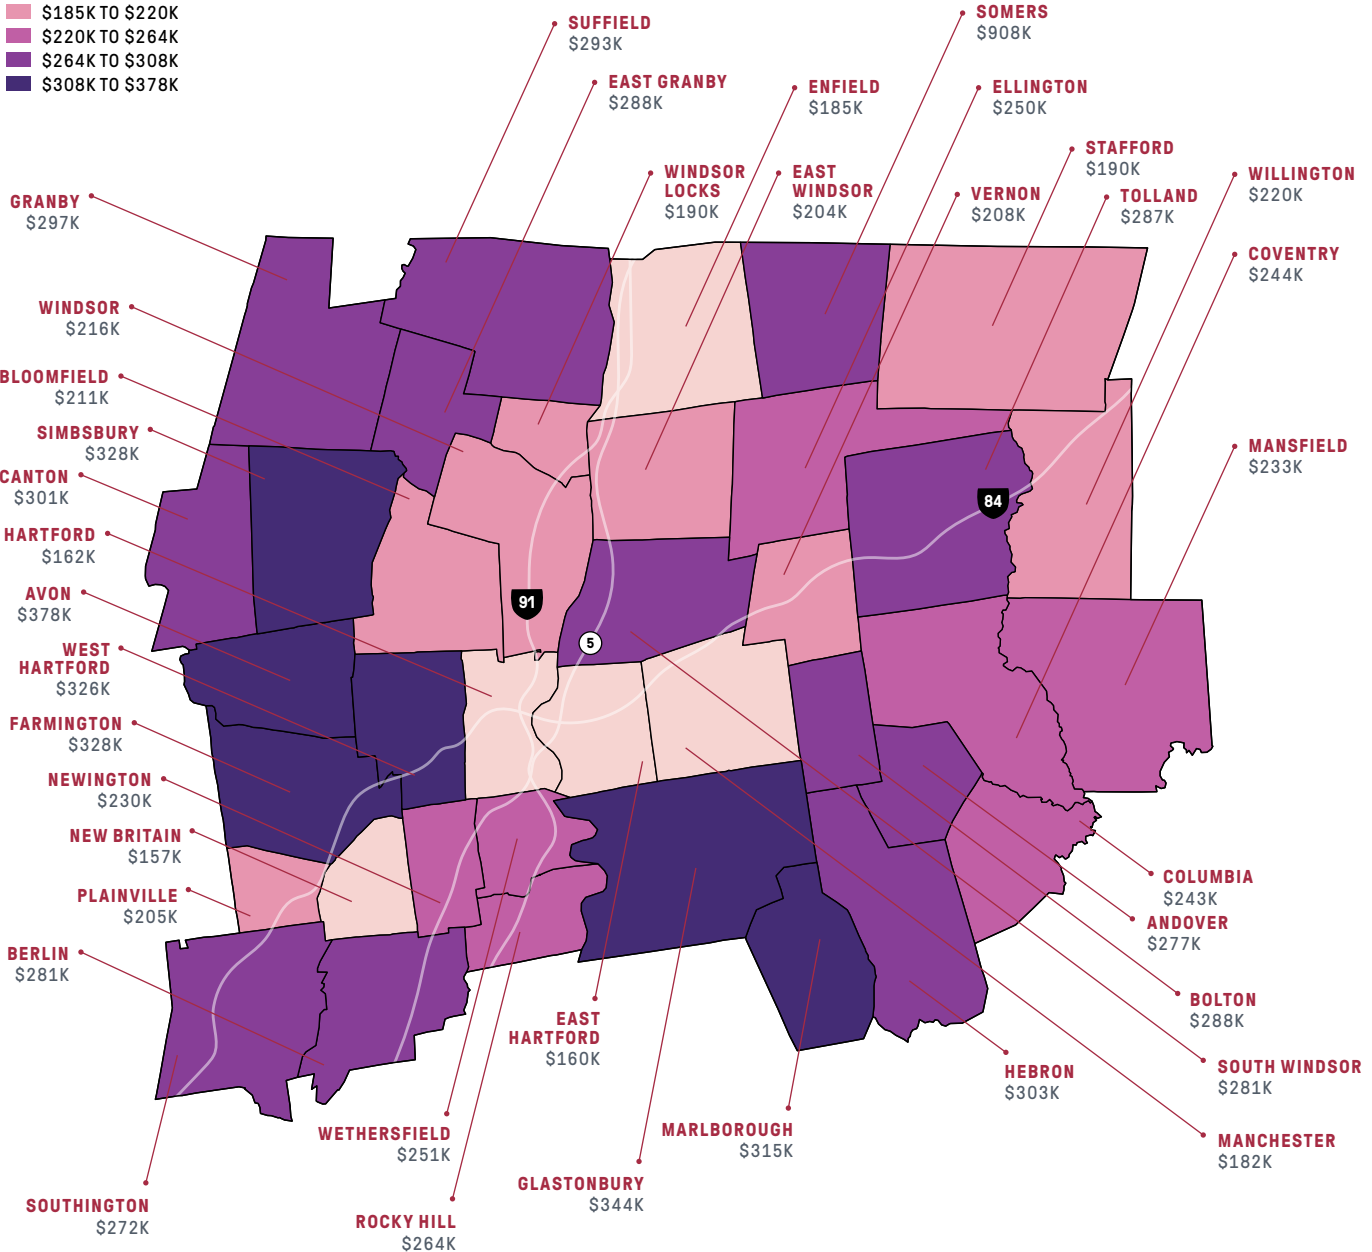 $185K TO $220K
$220K TO $264K
$264K TO $308K
$308K TO $378K
SUFFIELD
$293K
EAST GRANBY
$288K
SOMERS
$908K
ENFIELD
$185K
ELLINGTON
$250K
STAFFORD
$190K
WINDSOR
LOCKS
$190K
EAST
WINDSOR
$204K
VERNON
$208K
TOLLAND
$287K
WILLINGTON
$220K
COVENTRY
$244K
GRANBY
$297K
WINDSOR
$216K
BLOOMFIELD
$211K
SIMBSBURY
$328K
CANTON
$301K
HARTFORD
$162K
AVON
$378K
WEST
HARTFORD
$326K
FARMINGTON
$328K
NEWINGTON
$230K
NEW BRITAIN
$157K
PLAINVILLE
$205K
BERLIN
$281K
MANSFIELD
$233K
84
91
5
COLUMBIA
$243K
ANDOVER
$277K
BOLTON
$288K
SOUTH WINDSOR
$281K
MANCHESTER
$182K
HEBRON
$303K
EAST
HARTFORD
$160K
MARLBOROUGH
$315K
WETHERSFIELD
$251K
GLASTONBURY
$344K
SOUTHINGTON
$272K
ROCKY HILL
$264K